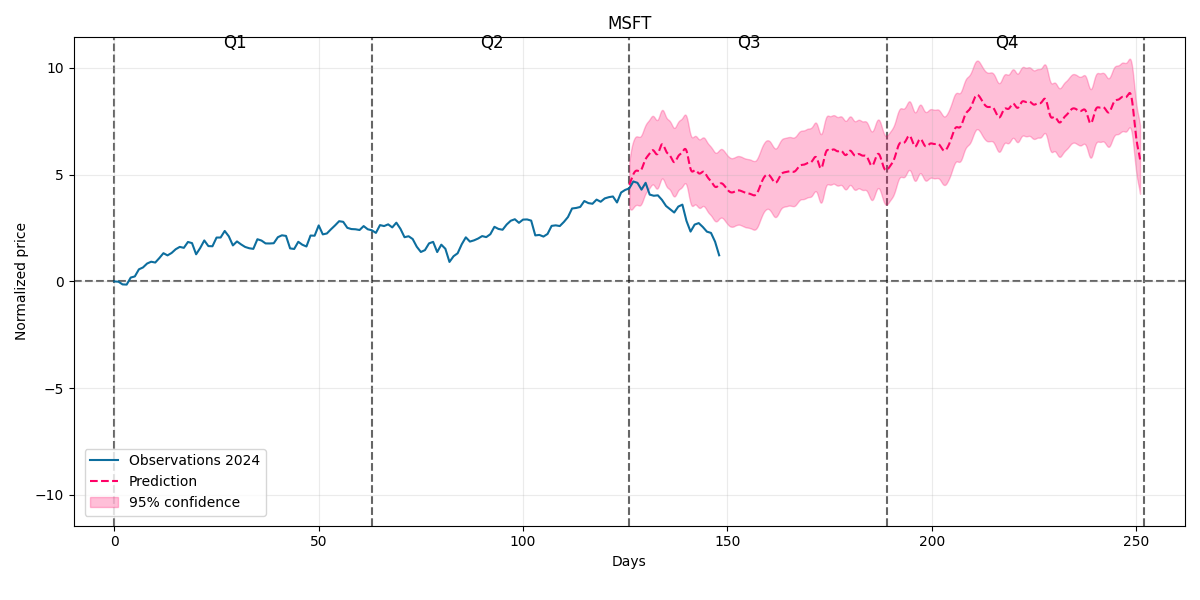 MSFT
Q1 Q2 Q3 Q4
10
5
0
−5
−10
Normalized price
Observations 2024
Prediction
95% confidence
0 50 100 150 200 250
Days